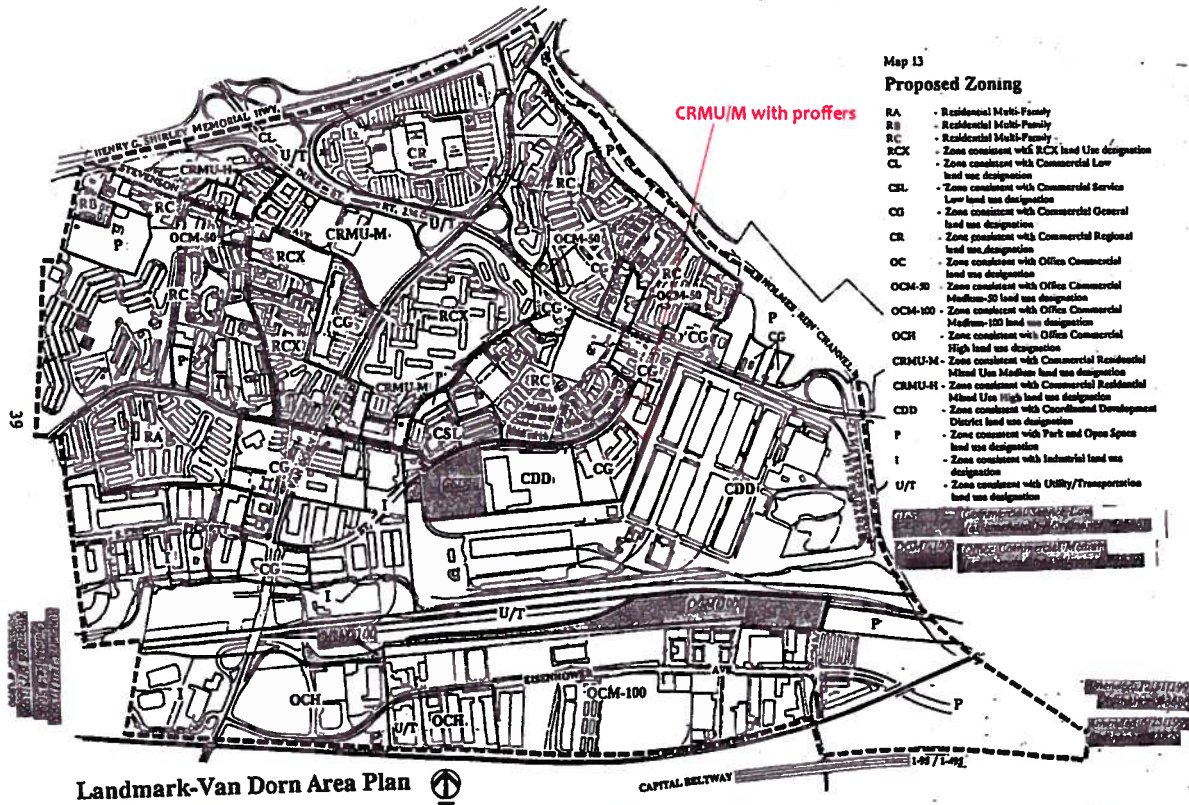 Map 13
Proposed Zoning
RA - Residential Multi-Family
RB - Residential Multi-Family
RC - Residential Multi-Family
RCX - Zone consistent with RCX land Use designation
CL - Zone consistent with Commercial Low
land use designation
CSL - Zone consistent with Commercial Service
Low land use designation
CG - Zone consistent with Commercial General
land use designation
CR - Zone consistent with Commercial Regional
land use designation
OC - Zone consistent with Office Commercial
land use designation
OCM-50 - Zone consistent with Office Commercial
Medium-50 land use designation
OCM-100 - Zone consistent with Office Commercial
Medium-100 land use designation
OCH - Zone consistent with Office Commercial
High land use designation
CRMU-M - Zone consistent with Commercial Residential
Mixed Use Medium land use designation
CRMU-H - Zone consistent with Commercial Residential
Mixed Use High land use designation
CDD - Zone consistent with Coordinated Development
District land use designation
P - Zone consistent with Park and Open Space
land use designation
I - Zone consistent with Industrial land use
designation
U/T - Zone consistent with Utility/Transportation
land use designation
CRMU/M with proffers
HENRY G. SHIRLEY MEMORIAL HWY.
CL
U/T
CR
P
STEVENSON
AVE.
CRMU-H
DUKE ST.
U/T
RB
RC
P
OCM-50
CRMU-M
RCX
RC
OCM-50
CG
RC
OCM-50
HOLMES RUN CHANNEL
P
CG
RC
CG
RCX
CG
RCX
CG
CG
P
CRMU-M
P
RC
39
RA
CSL
CG
VAN DORN
CDD
CG
CDD
I
CG
I
U/T
OCM100
OCM100
P
I
OCH
EISENHOWER
AVE
OCM-100
U/T
OCH
P
Landmark-Van Dorn Area Plan
CAPITAL BELTWAY
I-95 / I-495